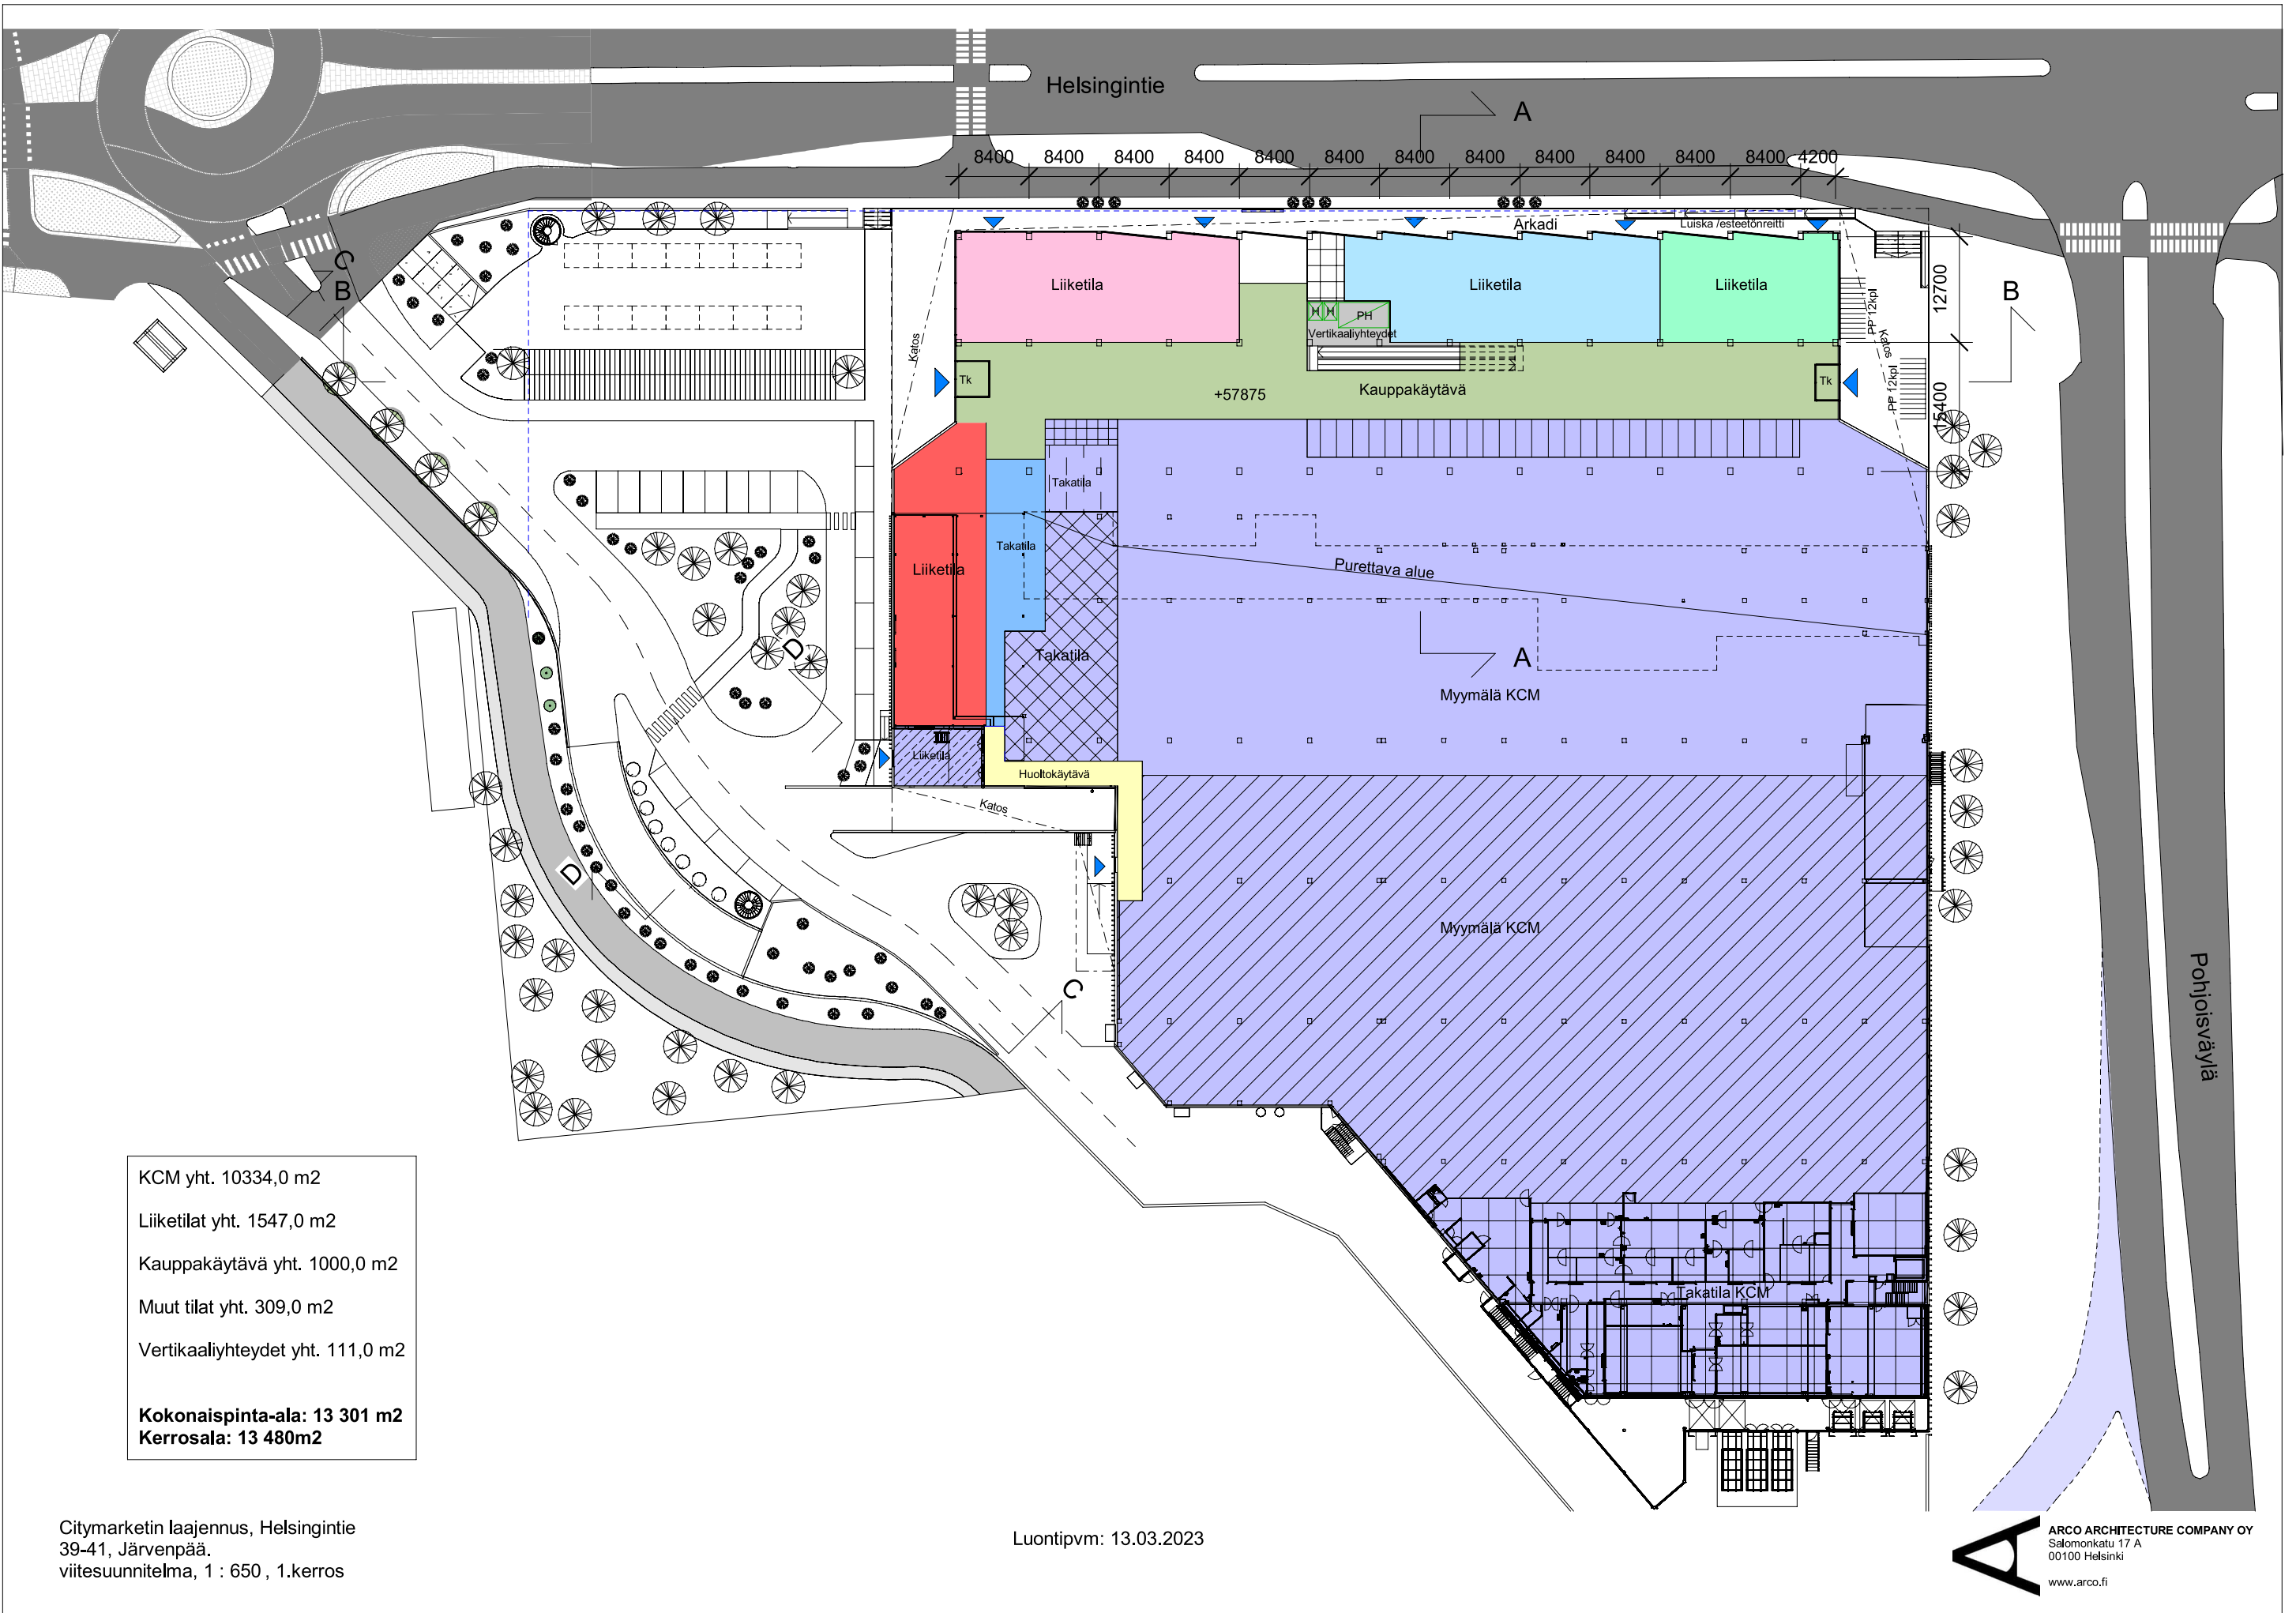 Helsingintie
A
8400 8400 8400 8400 8400 8400 8400 8400 8400 8400 8400 8400 4200
Arkadi
Luiska /esteetönreitti
C
B
Liiketila
Liiketila
Liiketila
12700
B
H H
PH
Vertikaaliyhteydet
PP 12kpl
Katos
Katos
Tk
Tk
Kauppakäytävä
+57875
PP 12kpl
15400
Takatila
Takatila
Liiketila
Purettava alue
D
Takatila
A
Myymälä KCM
Liiketila
Huoltokäytävä
Katos
D
Myymälä KCM
C
Pohjoisväylä
Takatila KCM
KCM yht. 10334,0 m2
Liiketilat yht. 1547,0 m2
Kauppakäytävä yht. 1000,0 m2
Muut tilat yht. 309,0 m2
Vertikaaliyhteydet yht. 111,0 m2
Kokonaispinta-ala: 13 301 m2
Kerrosala: 13 480m2
Citymarketin laajennus, Helsingintie
39-41, Järvenpää.
viitesuunnitelma, 1 : 650 , 1.kerros
Luontipvm: 13.03.2023
ARCO ARCHITECTURE COMPANY OY
Salomonkatu 17 A
00100 Helsinki
www.arco.fi